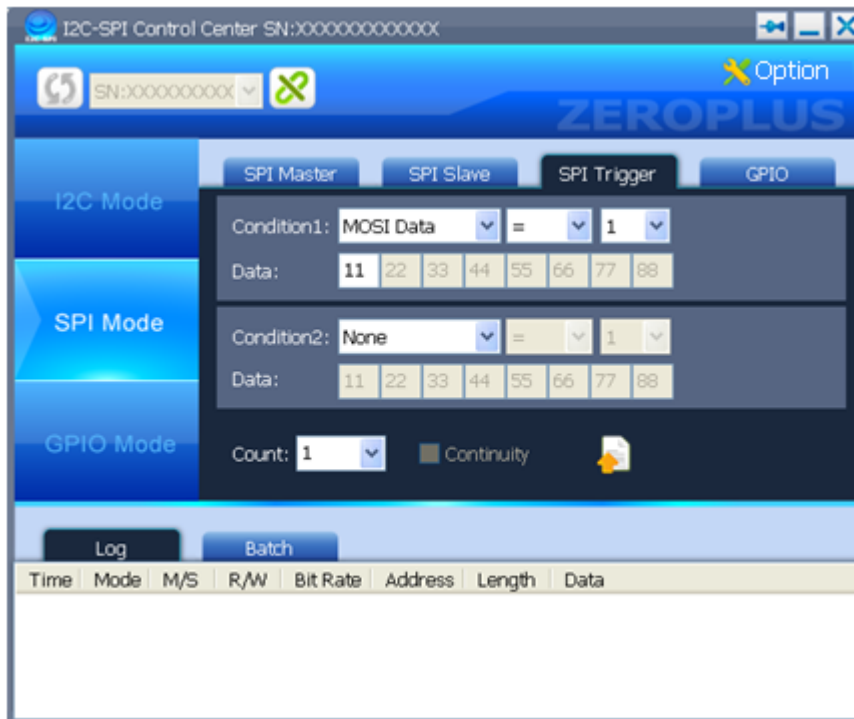 I2C-SPI Control Center SN:XXXXXXXXXXXXX
SN:XXXXXXXXX
Option
ZEROPLUS
I2C Mode
SPI Mode
GPIO Mode
SPI Master SPI Slave SPI Trigger GPIO
Condition1: MOSI Data = 1
Data: 11 22 33 44 55 66 77 88
Condition2: None = 1
Data: 11 22 33 44 55 66 77 88
Count: 1 Continuity
Log Batch
Time Mode M/S R/W Bit Rate Address Length Data